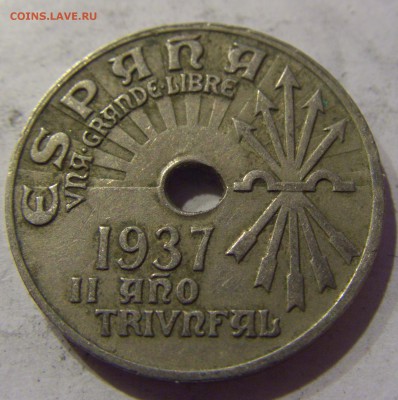 COINS.LAVE.RU
ESPAÑA
VNA·GRANDE·LIBRE
1937
II AÑO
TRIVNFAL